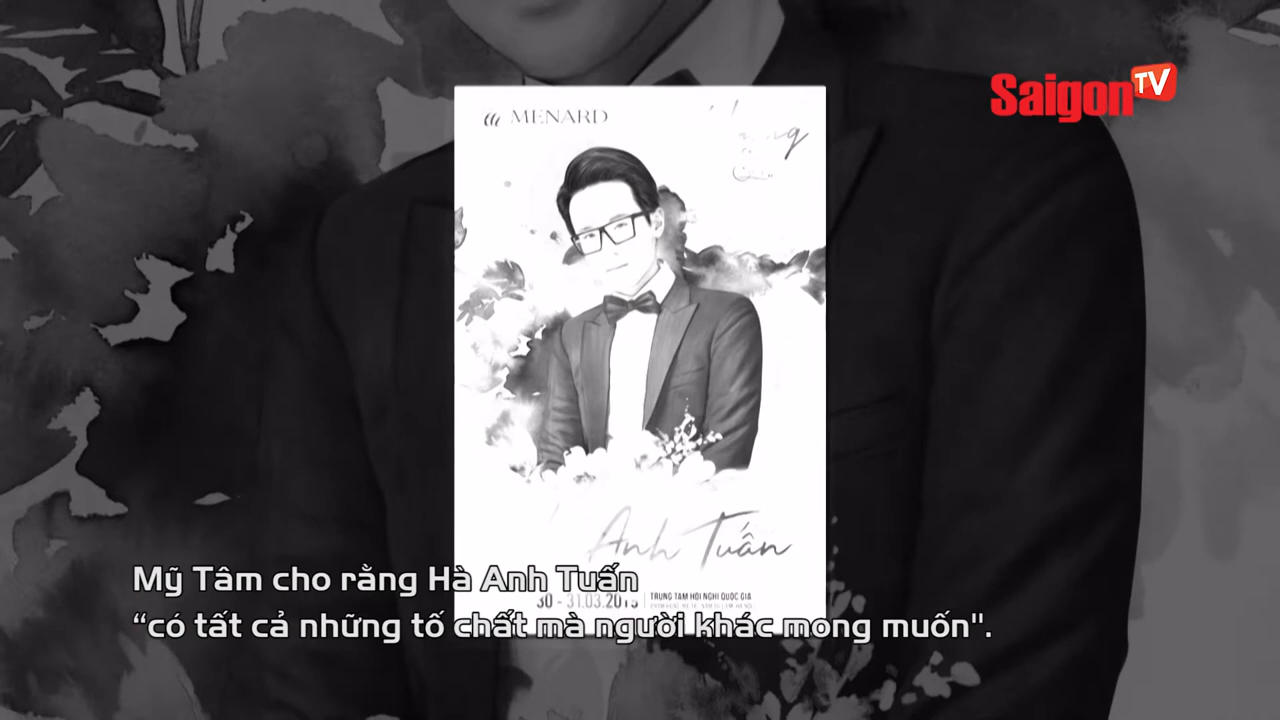 Saigon TV
MENARD
Anh Tuấn
30 - 31.03.2019
TRUNG TÂM HỘI NGHỊ QUỐC GIA
Mỹ Tâm cho rằng Hà Anh Tuấn
“có tất cả những tố chất mà người khác mong muốn".